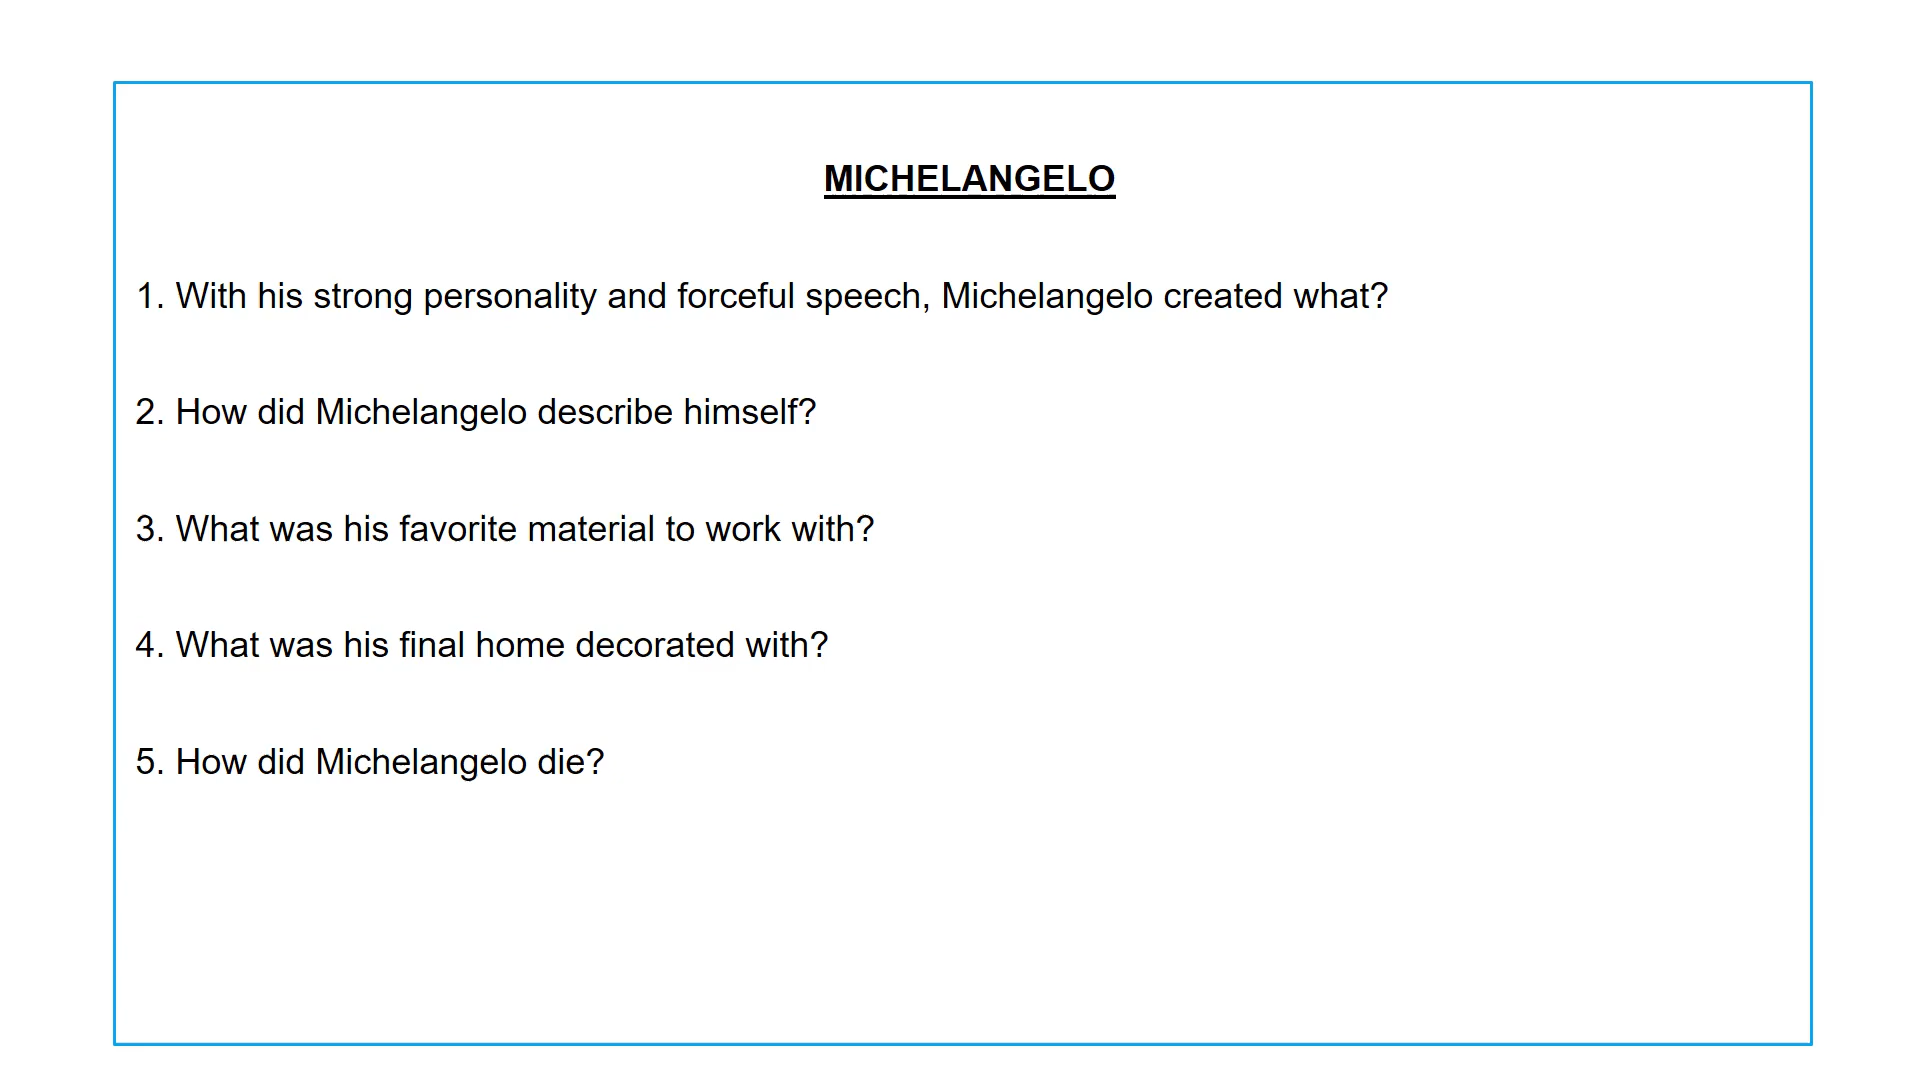 MICHELANGELO
1. With his strong personality and forceful speech, Michelangelo created what?
2. How did Michelangelo describe himself?
3. What was his favorite material to work with?
4. What was his final home decorated with?
5. How did Michelangelo die?